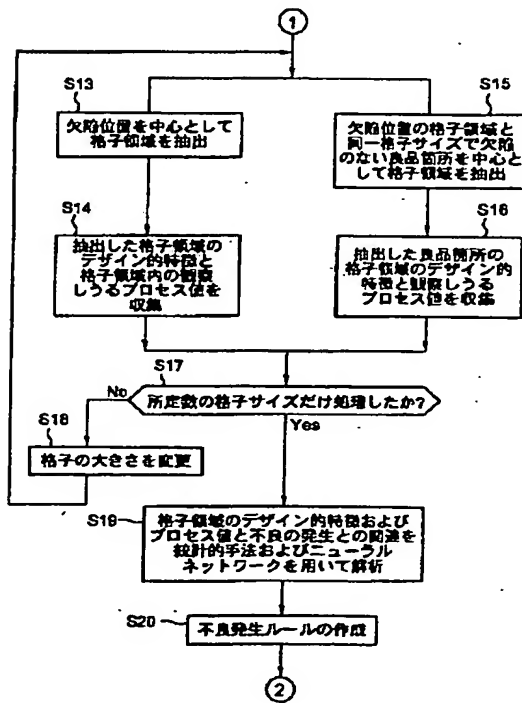 1
S13
欠陥位置を中心として
格子領域を抽出
S15
欠陥位置の格子領域と
同一格子サイズで欠陥
のない良品箇所を中心と
して格子領域を抽出
S14
抽出した格子領域の
デザイン的特徴と
格子領域内の観察
しうるプロセス値を
収集
S16
抽出した良品箇所の
格子領域のデザイン的
特徴と観察しうる
プロセス値を収集
S17
所定数の格子サイズだけ処理したか?
No
Yes
S18
格子の大きさを変更
S19
格子領域のデザイン的特徴および
プロセス値と不良の発生との関連を
統計的手法およびニューラル
ネットワークを用いて解析
S20
不良発生ルールの作成
2